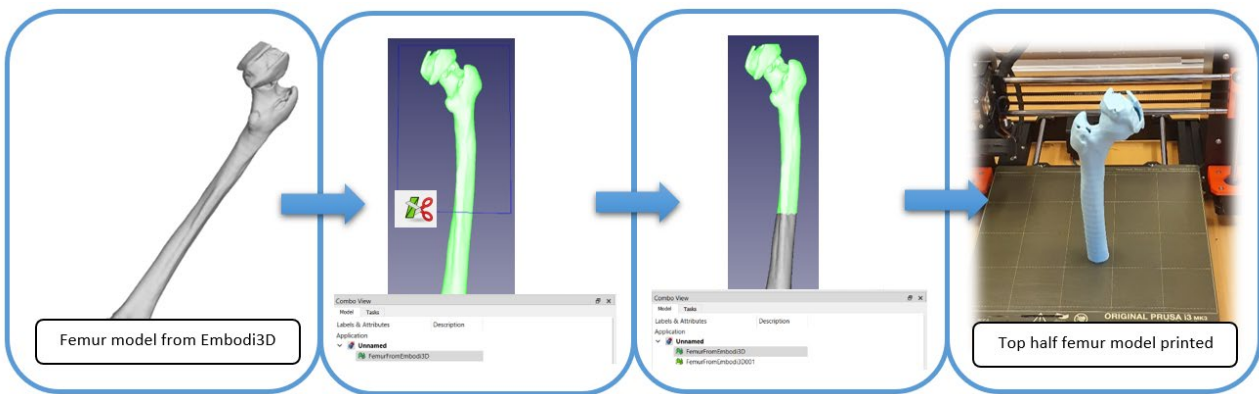 Femur model from Embodi3D
Combo View
Model Tasks
Labels & Attributes Description
Application
Unnamed
FemurFromEmbodi3D
Combo View
Model Tasks
Labels & Attributes Description
Application
Unnamed
FemurFromEmbodi3D
FemurFromEmbodi3D001
ORIGINAL PRUSA i3 MK3
Top half femur model printed